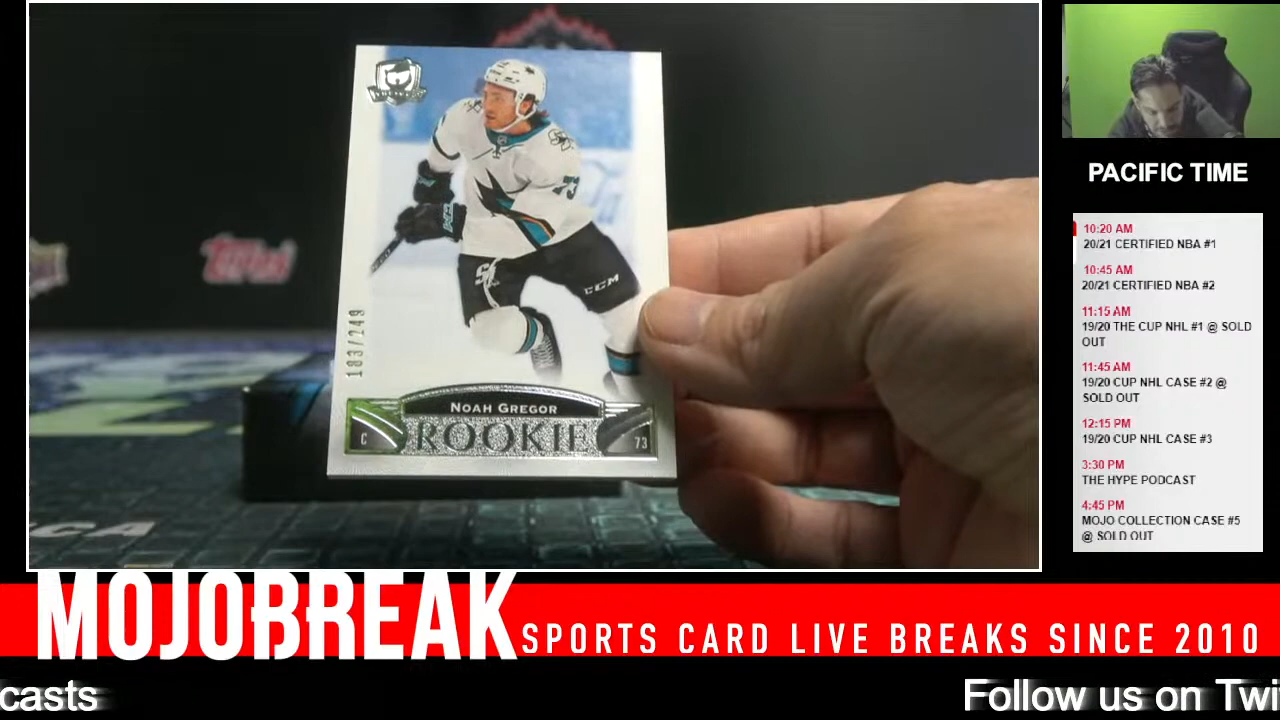 Topps
73
CCM
183/249
NOAH GREGOR
C
ROOKIE
73
CA
PACIFIC TIME
10:20 AM
20/21 CERTIFIED NBA #1
10:45 AM
20/21 CERTIFIED NBA #2
11:15 AM
19/20 THE CUP NHL #1 @ SOLD
OUT
11:45 AM
19/20 CUP NHL CASE #2 @
SOLD OUT
12:15 PM
19/20 CUP NHL CASE #3
3:30 PM
THE HYPE PODCAST
4:45 PM
MOJO COLLECTION CASE #5
@ SOLD OUT
MOJOBREAK
SPORTS CARD LIVE BREAKS SINCE 2010
casts
Follow us on Twi